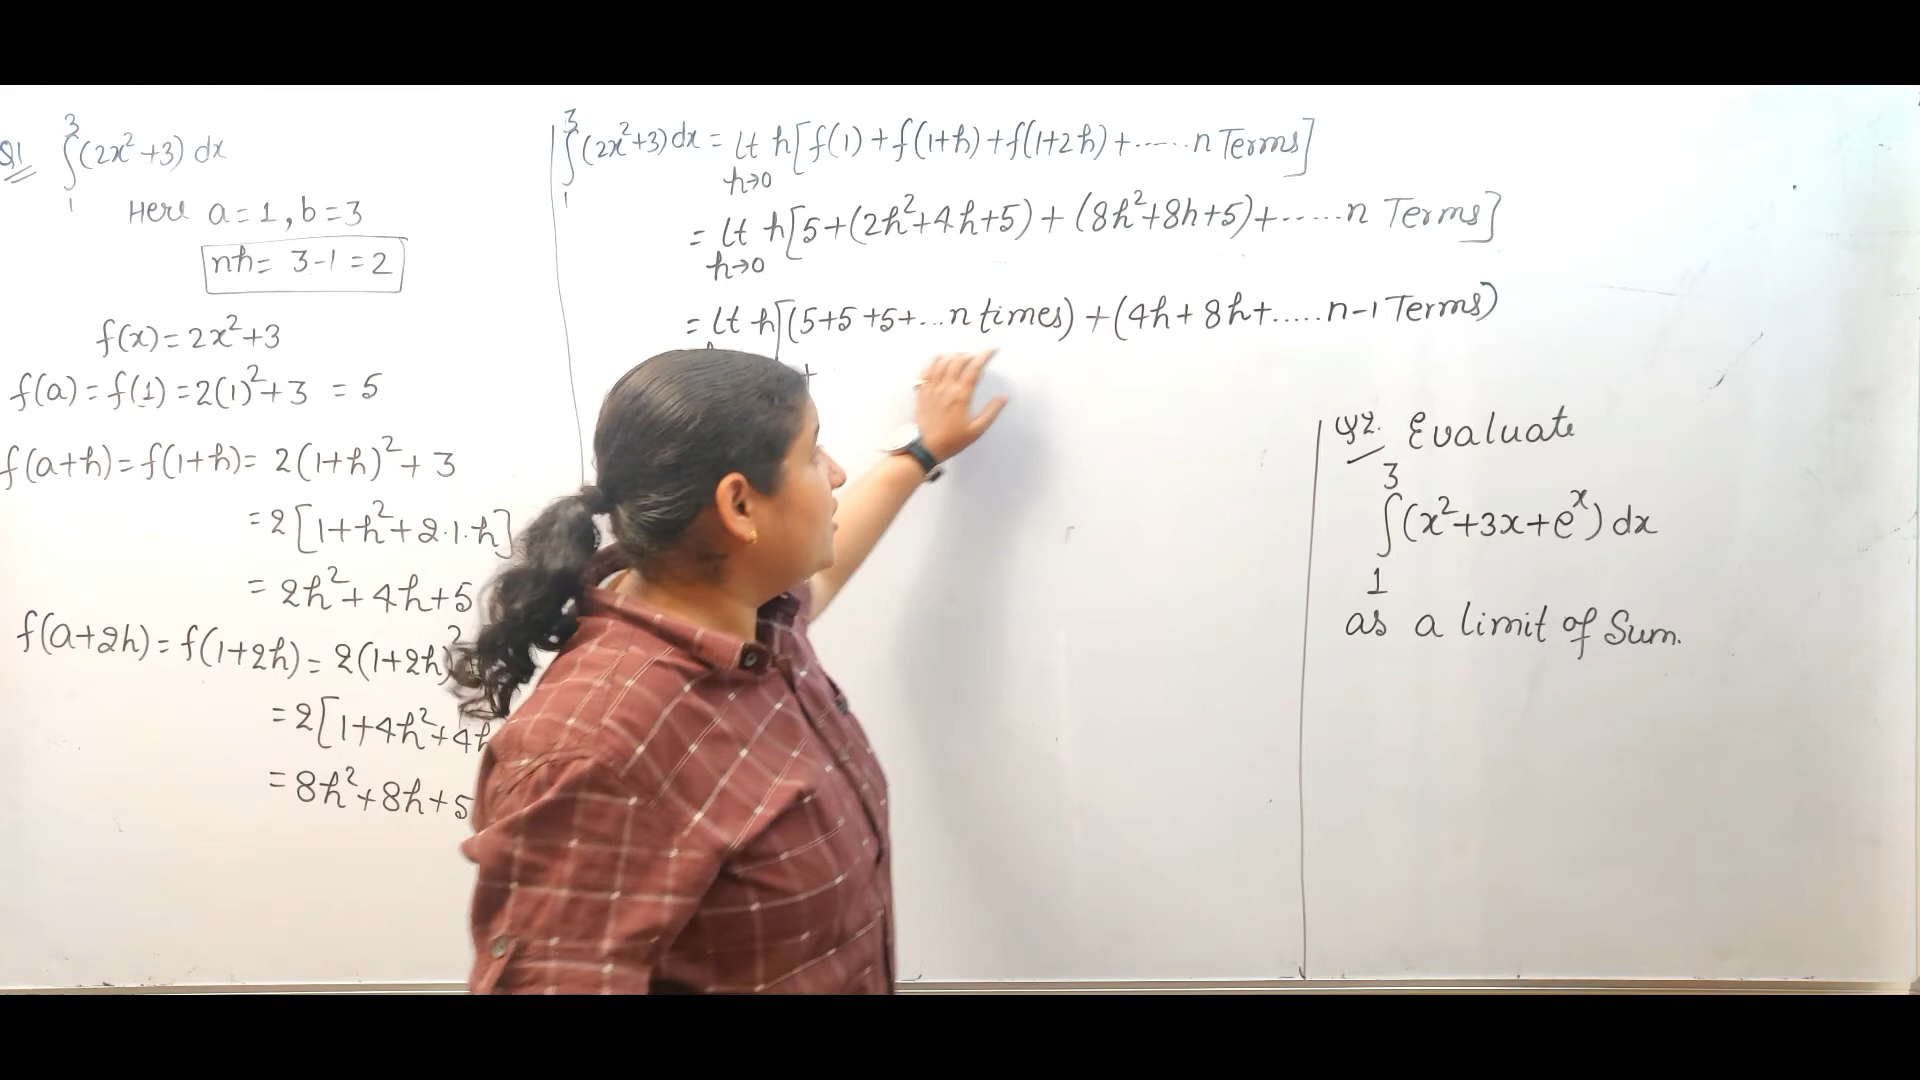 Q1 ∫₁³ (2x²+3) dx
Here a=1, b=3
nh= 3-1 =2
f(x)= 2x²+3
f(a) = f(1) = 2(1)²+3 = 5
f(a+h) = f(1+h)= 2(1+h)²+3
=2[1+h²+2.1.h]
= 2h²+4h+5
f(a+2h) = f(1+2h) = 2(1+2h)²
=2[1+4h²+4h
=8h²+8h+5
∫₁³ (2x²+3)dx = lt h→0 h[f(1)+f(1+h)+f(1+2h)+......n Terms]
= lt h→0 h[5+(2h²+4h+5)+(8h²+8h+5)+......n Terms]
= lt h[(5+5+5+...n times)+(4h+8h+.....n-1 Terms)
+
Q2. Evaluate
∫₁³ (x²+3x+eˣ) dx
as a limit of Sum.